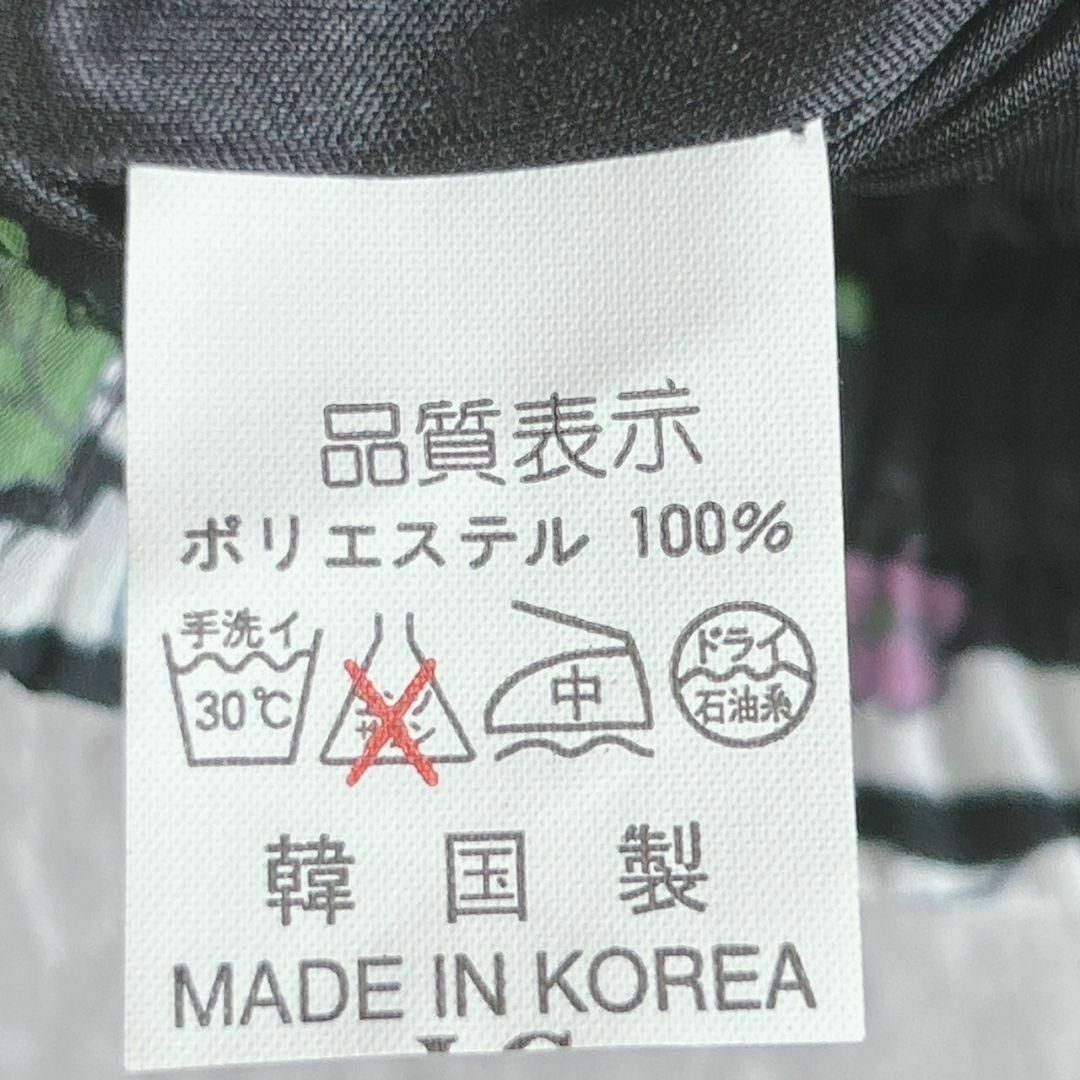 品質表示
ポリエステル 100%
手洗イ
30℃
エンソサラシ
中
ドライ
石油系
韓国製
MADE IN KOREA